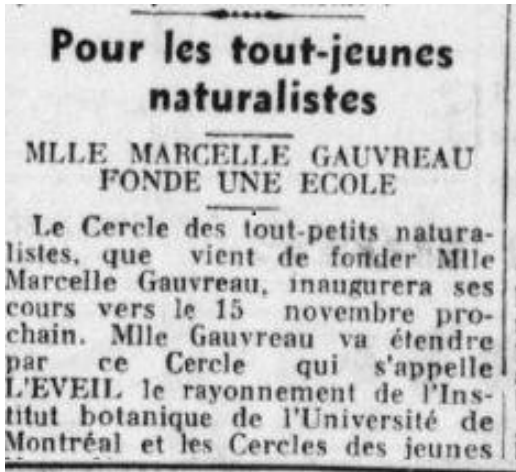 Pour les tout-jeunes
naturalistes
MLLE MARCELLE GAUVREAU
FONDE UNE ECOLE
Le Cercle des tout-petits natura-
listes, que vient de fonder Mlle
Marcelle Gauvreau, inaugurera ses
cours vers le 15 novembre pro-
chain. Mlle Gauvreau va étendre
par ce Cercle qui s'appelle
L'EVEIL le rayonnement de l'Ins-
titut botanique de l'Université de
Montréal et les Cercles des jeunes